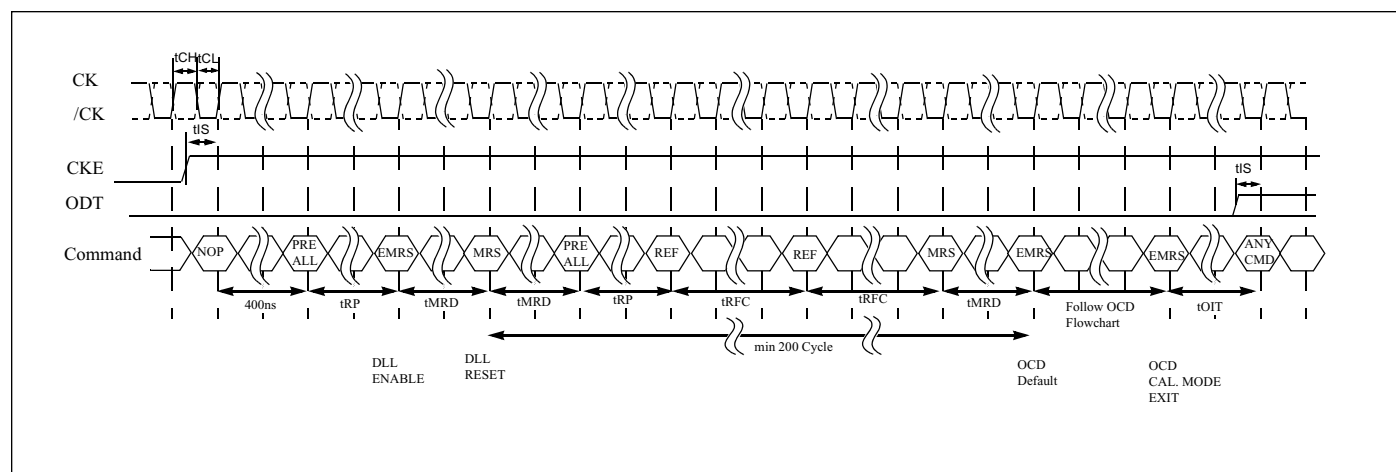 tCH tCL
CK
/CK
tIS
CKE
tIS
ODT
Command
NOP
PRE
ALL
EMRS
MRS
PRE
ALL
REF
REF
MRS
EMRS
EMRS
ANY
CMD
400ns
tRP
tMRD
tMRD
tRP
tRFC
tRFC
tMRD
Follow OCD
Flowchart
tOIT
min 200 Cycle
DLL
ENABLE
DLL
RESET
OCD
Default
OCD
CAL. MODE
EXIT